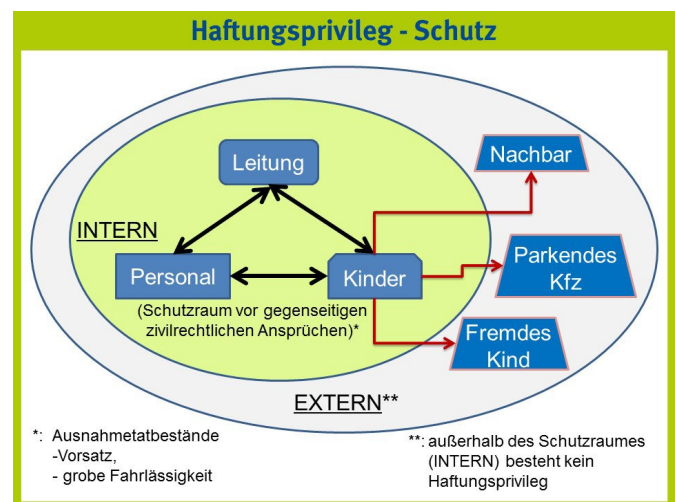 Haftungsprivileg - Schutz
Leitung
Nachbar
INTERN
Parkendes
Kfz
Personal
Kinder
(Schutzraum vor gegenseitigen
zivilrechtlichen Ansprüchen)*
Fremdes
Kind
EXTERN**
*: Ausnahmetatbestände
-Vorsatz,
- grobe Fahrlässigkeit
**: außerhalb des Schutzraumes
(INTERN) besteht kein
Haftungsprivileg